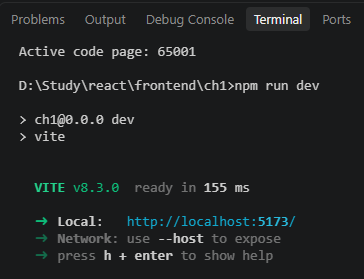 Problems Output Debug Console Terminal Ports
Active code page: 65001
D:\Study\react\frontend\ch1>npm run dev
> ch1@0.0.0 dev
> vite
VITE v8.3.0 ready in 155 ms
➜ Local: http://localhost:5173/
➜ Network: use --host to expose
➜ press h + enter to show help